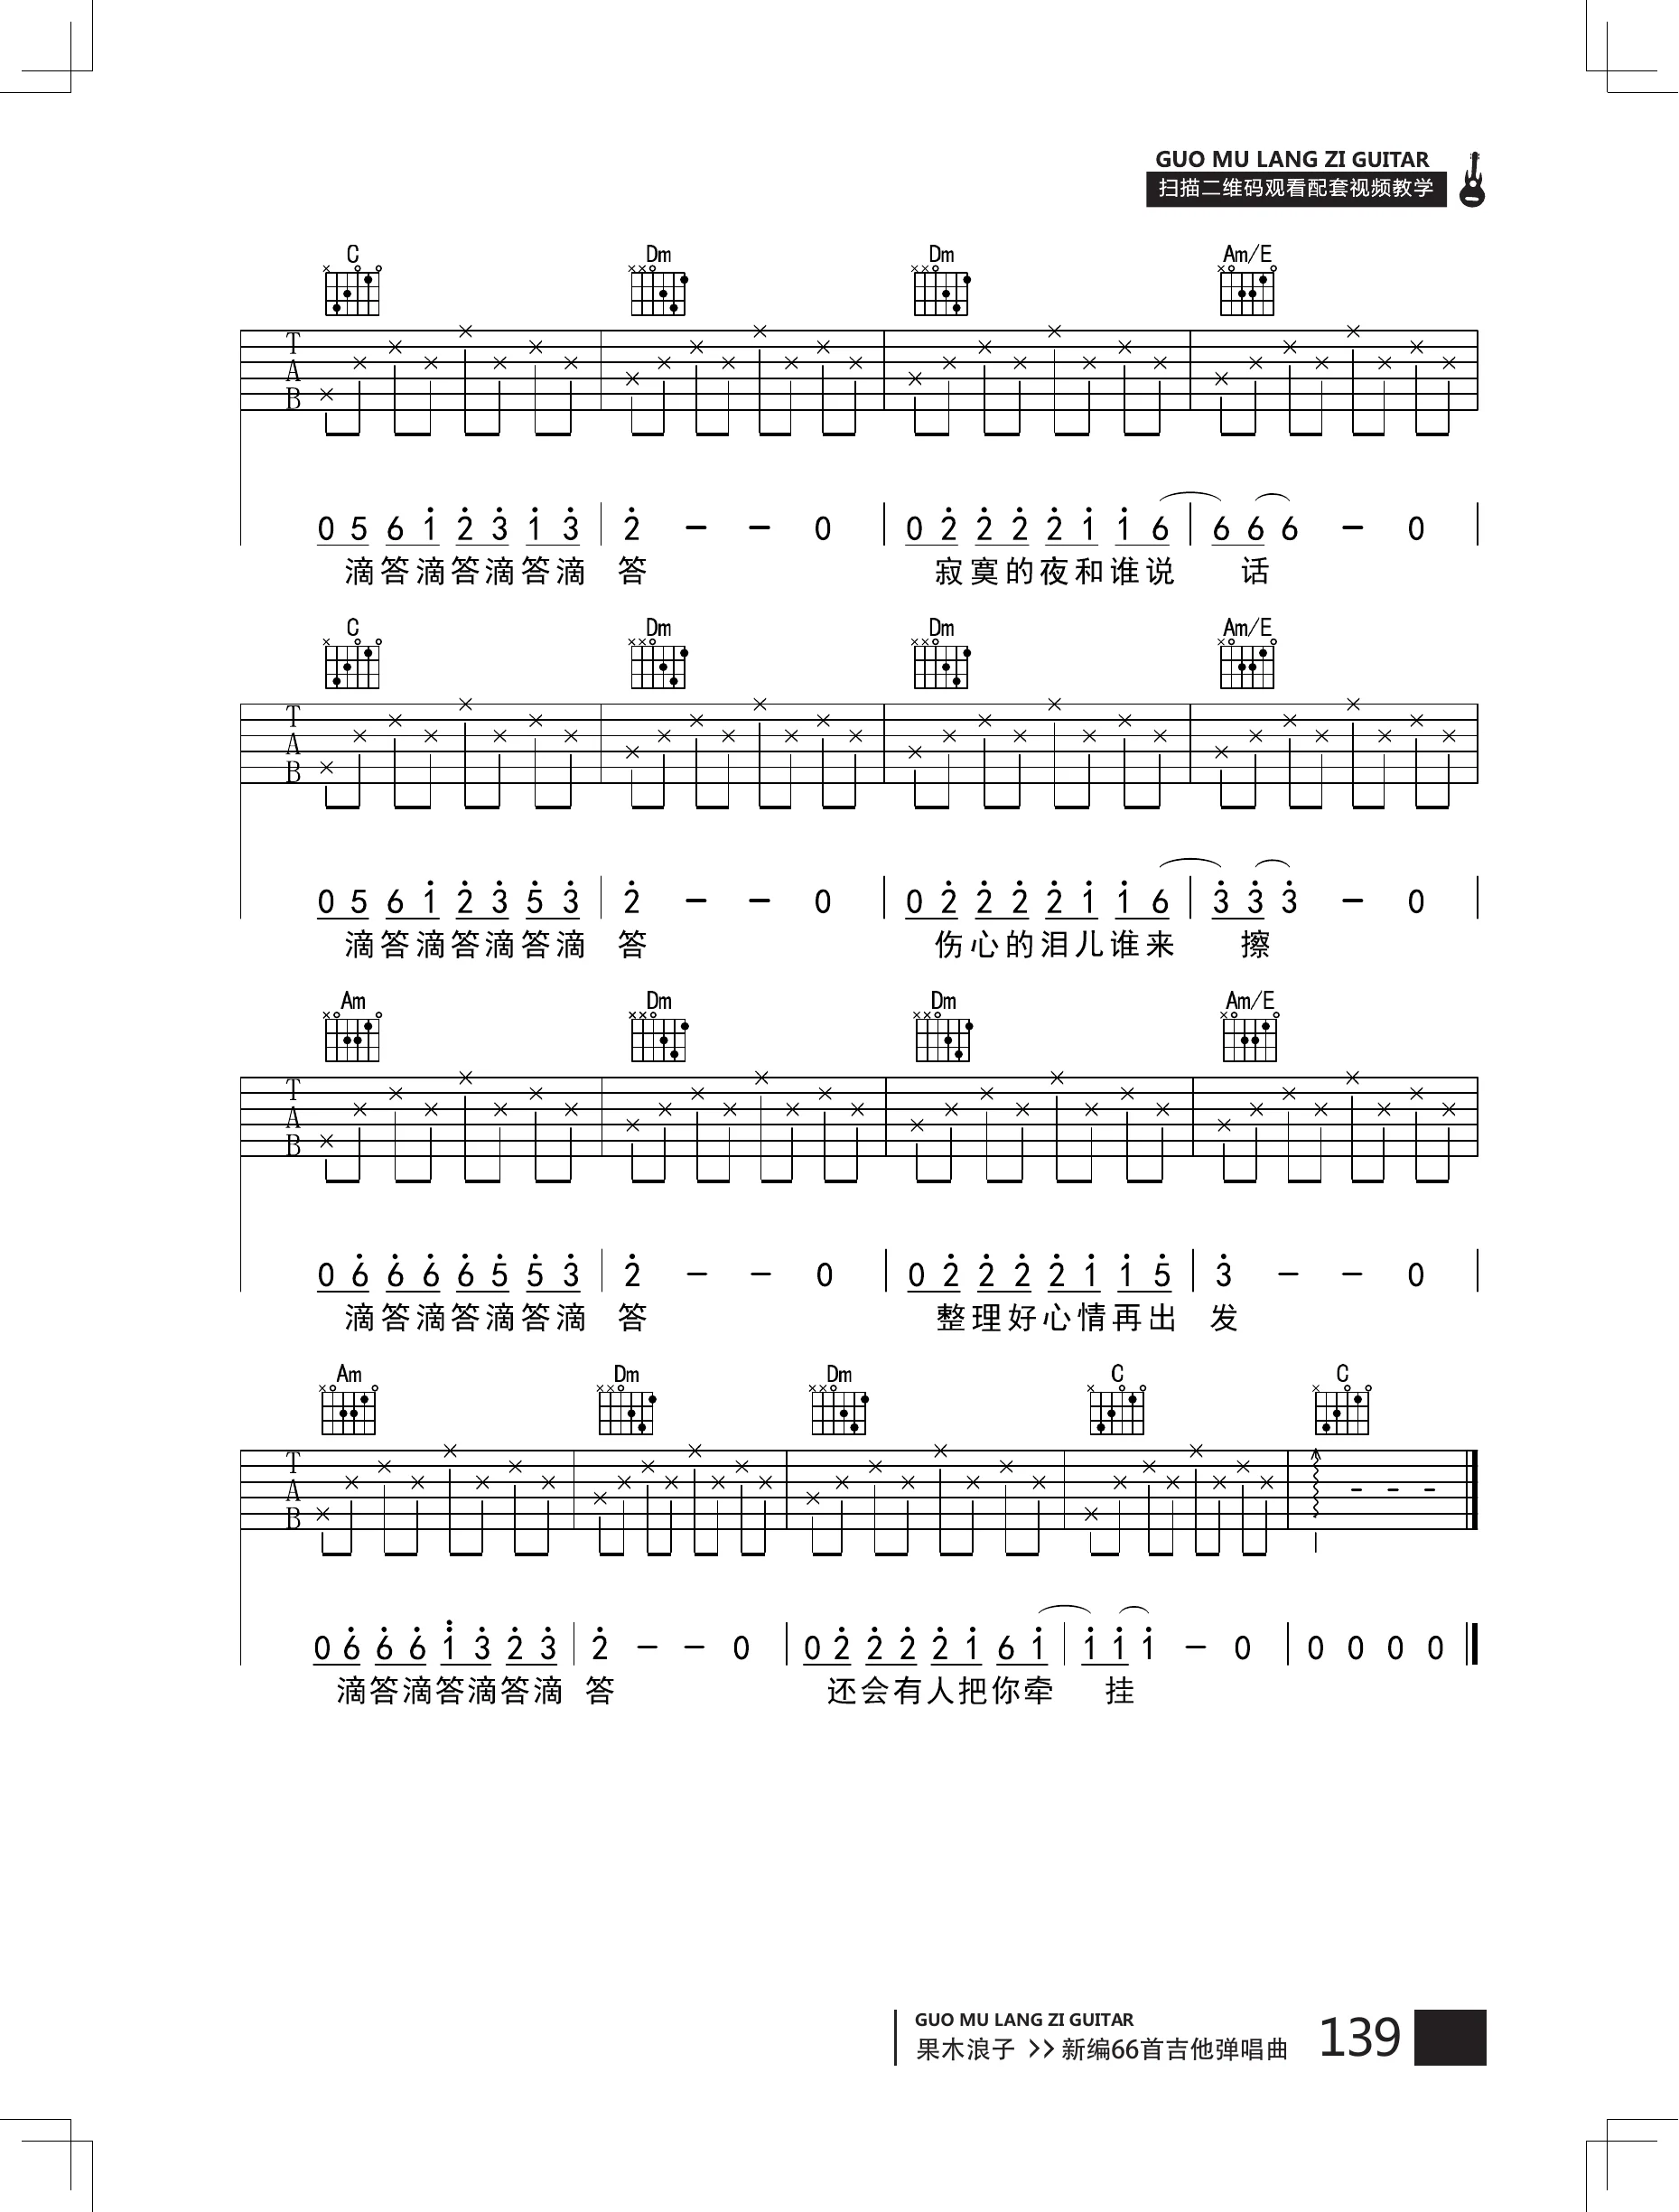 GUO MU LANG ZI GUITAR
扫描二维码观看配套视频教学
C Dm Dm Am/E
T
A
B
0 5 6 1 2 3 1 3 2 − − 0 0 2 2 2 2 1 1 6 6 6 6 − 0
滴答滴答滴答滴 答 寂寞的夜和谁说 话
C Dm Dm Am/E
T
A
B
0 5 6 1 2 3 5 3 2 − − 0 0 2 2 2 2 1 1 6 3 3 3 − 0
滴答滴答滴答滴 答 伤心的泪儿谁来 擦
Am Dm Dm Am/E
T
A
B
0 6 6 6 6 5 5 3 2 − − 0 0 2 2 2 2 1 1 5 3 − − 0
滴答滴答滴答滴 答 整理好心情再出 发
Am Dm Dm C C
T
A
B
0 6 6 6 1 3 2 3 2 − − 0 0 2 2 2 2 1 6 1 1 1 1 − 0 0 0 0 0
滴答滴答滴答滴 答 还会有人把你牵 挂
GUO MU LANG ZI GUITAR
果木浪子 >> 新编66首吉他弹唱曲 139